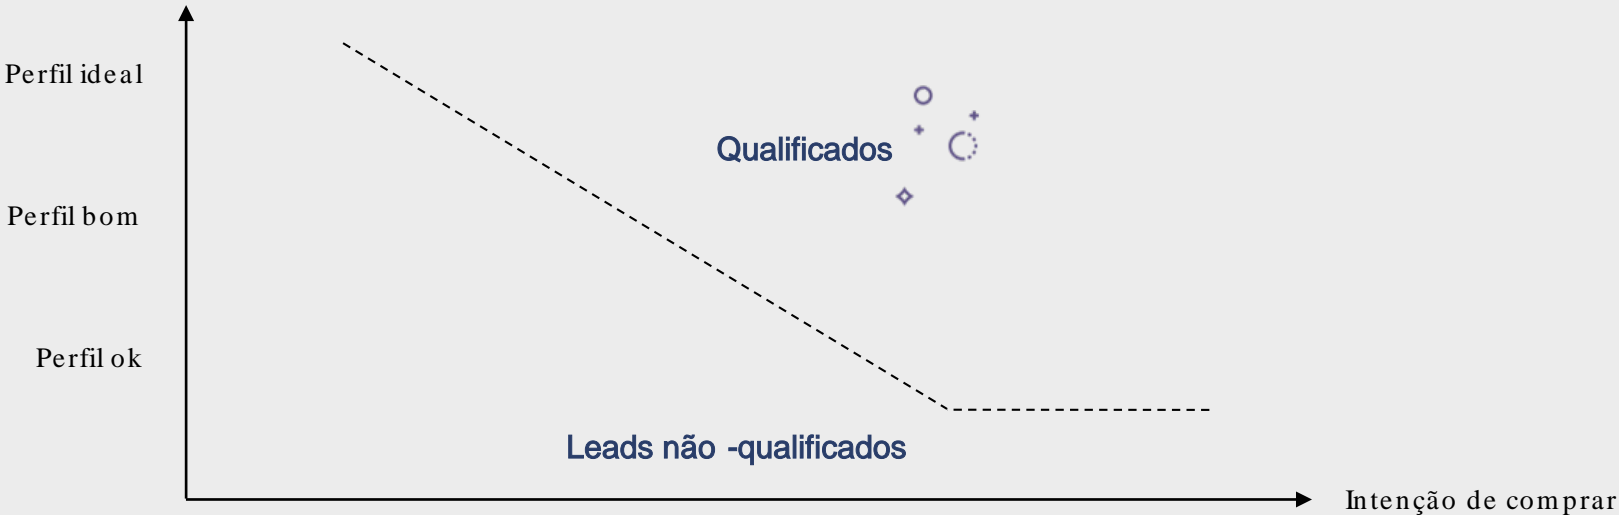 Perfil ideal
Qualificados
Perfil bom
Perfil ok
Leads não -qualificados
Intenção de comprar